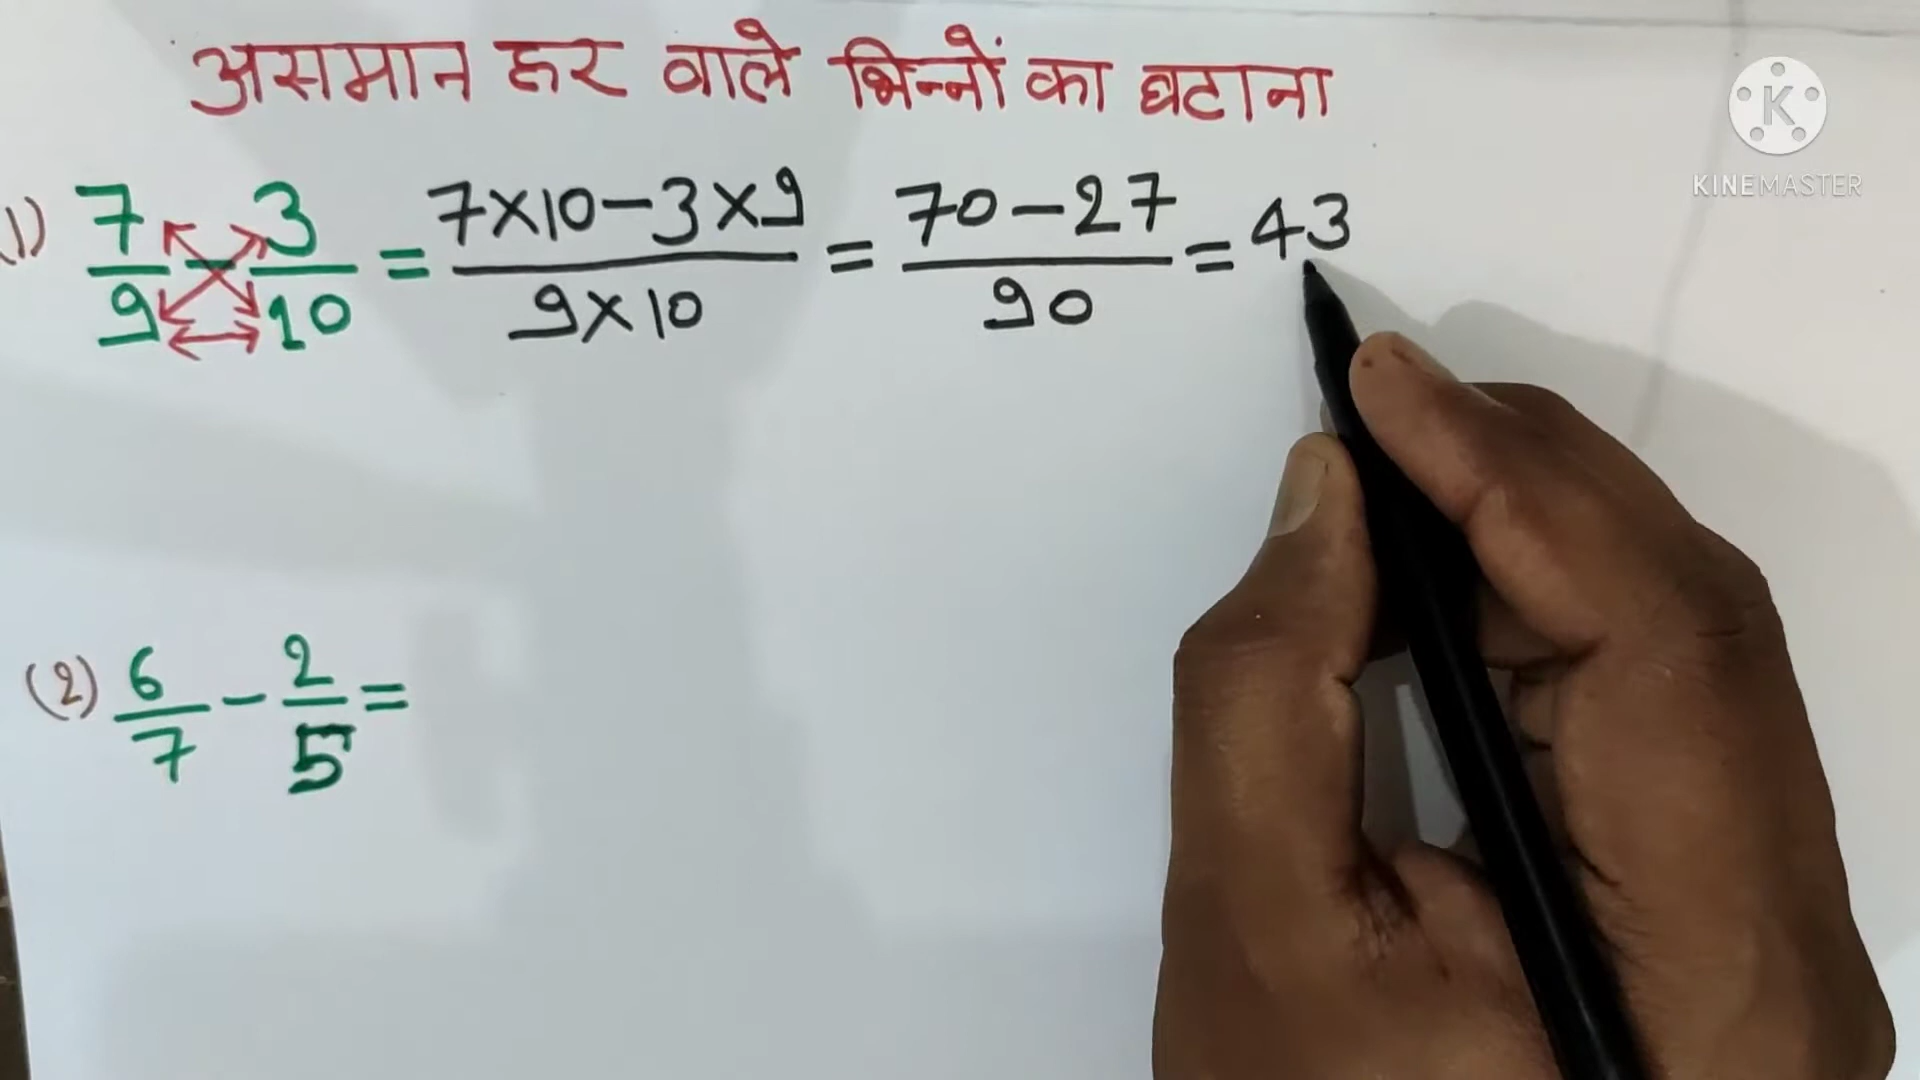 असमान हर वाले भिन्नों का घटाना
K
KINEMASTER
(1) 7/9 - 3/10 = 7×10-3×9/9×10 = 70-27/90 = 43
(2) 6/7 - 2/5 =